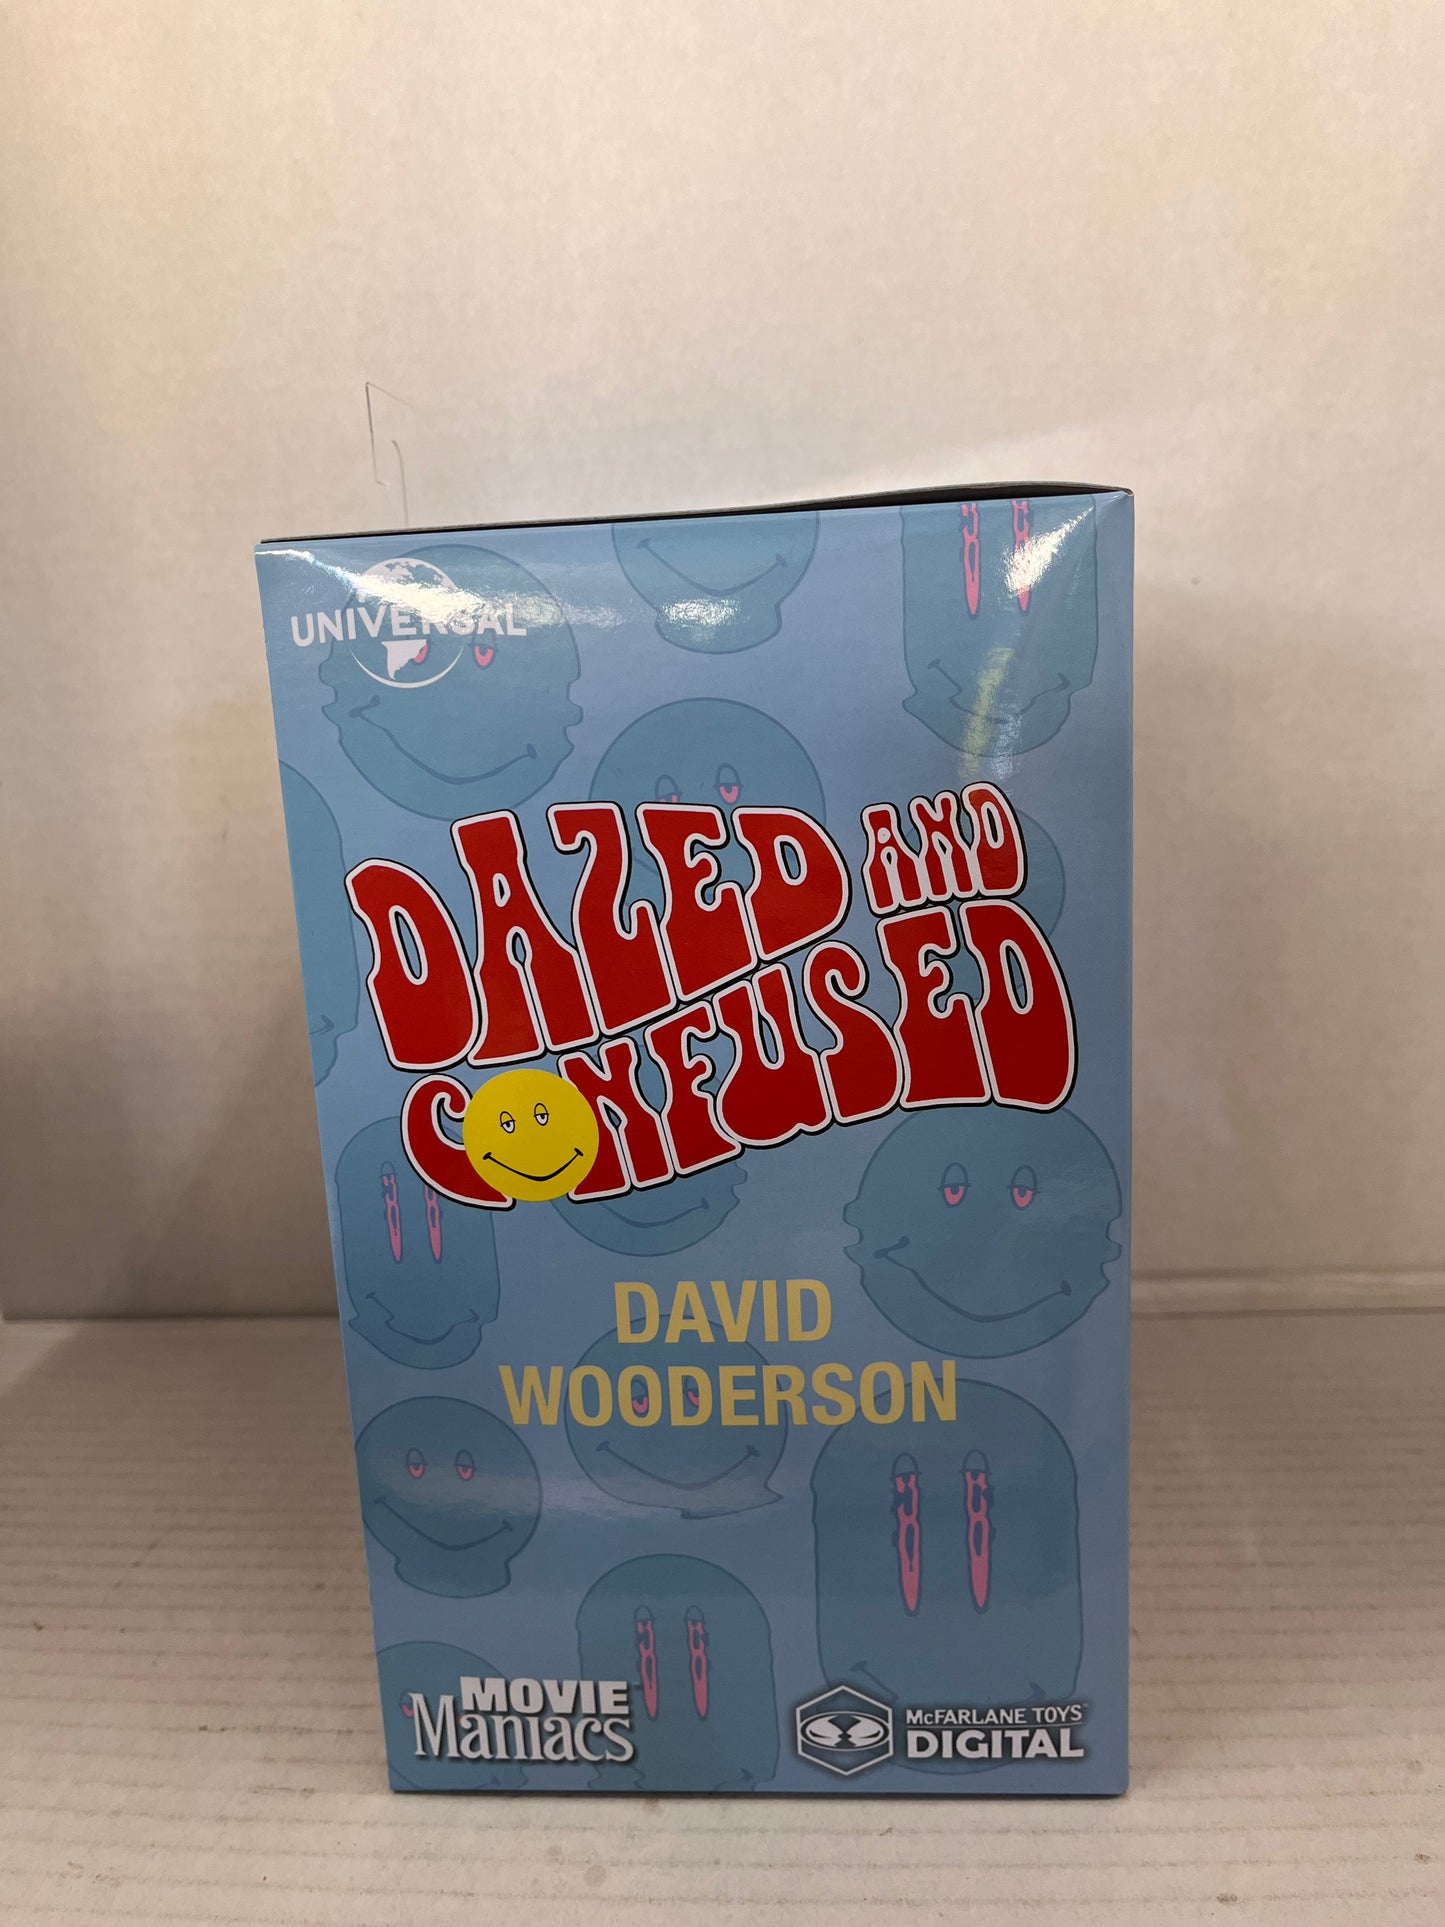 UNIVERSAL
DAZED AND
CONFUSED
DAVID
WOODERSON
MOVIE
Maniacs
McFARLANE TOYS
DIGITAL